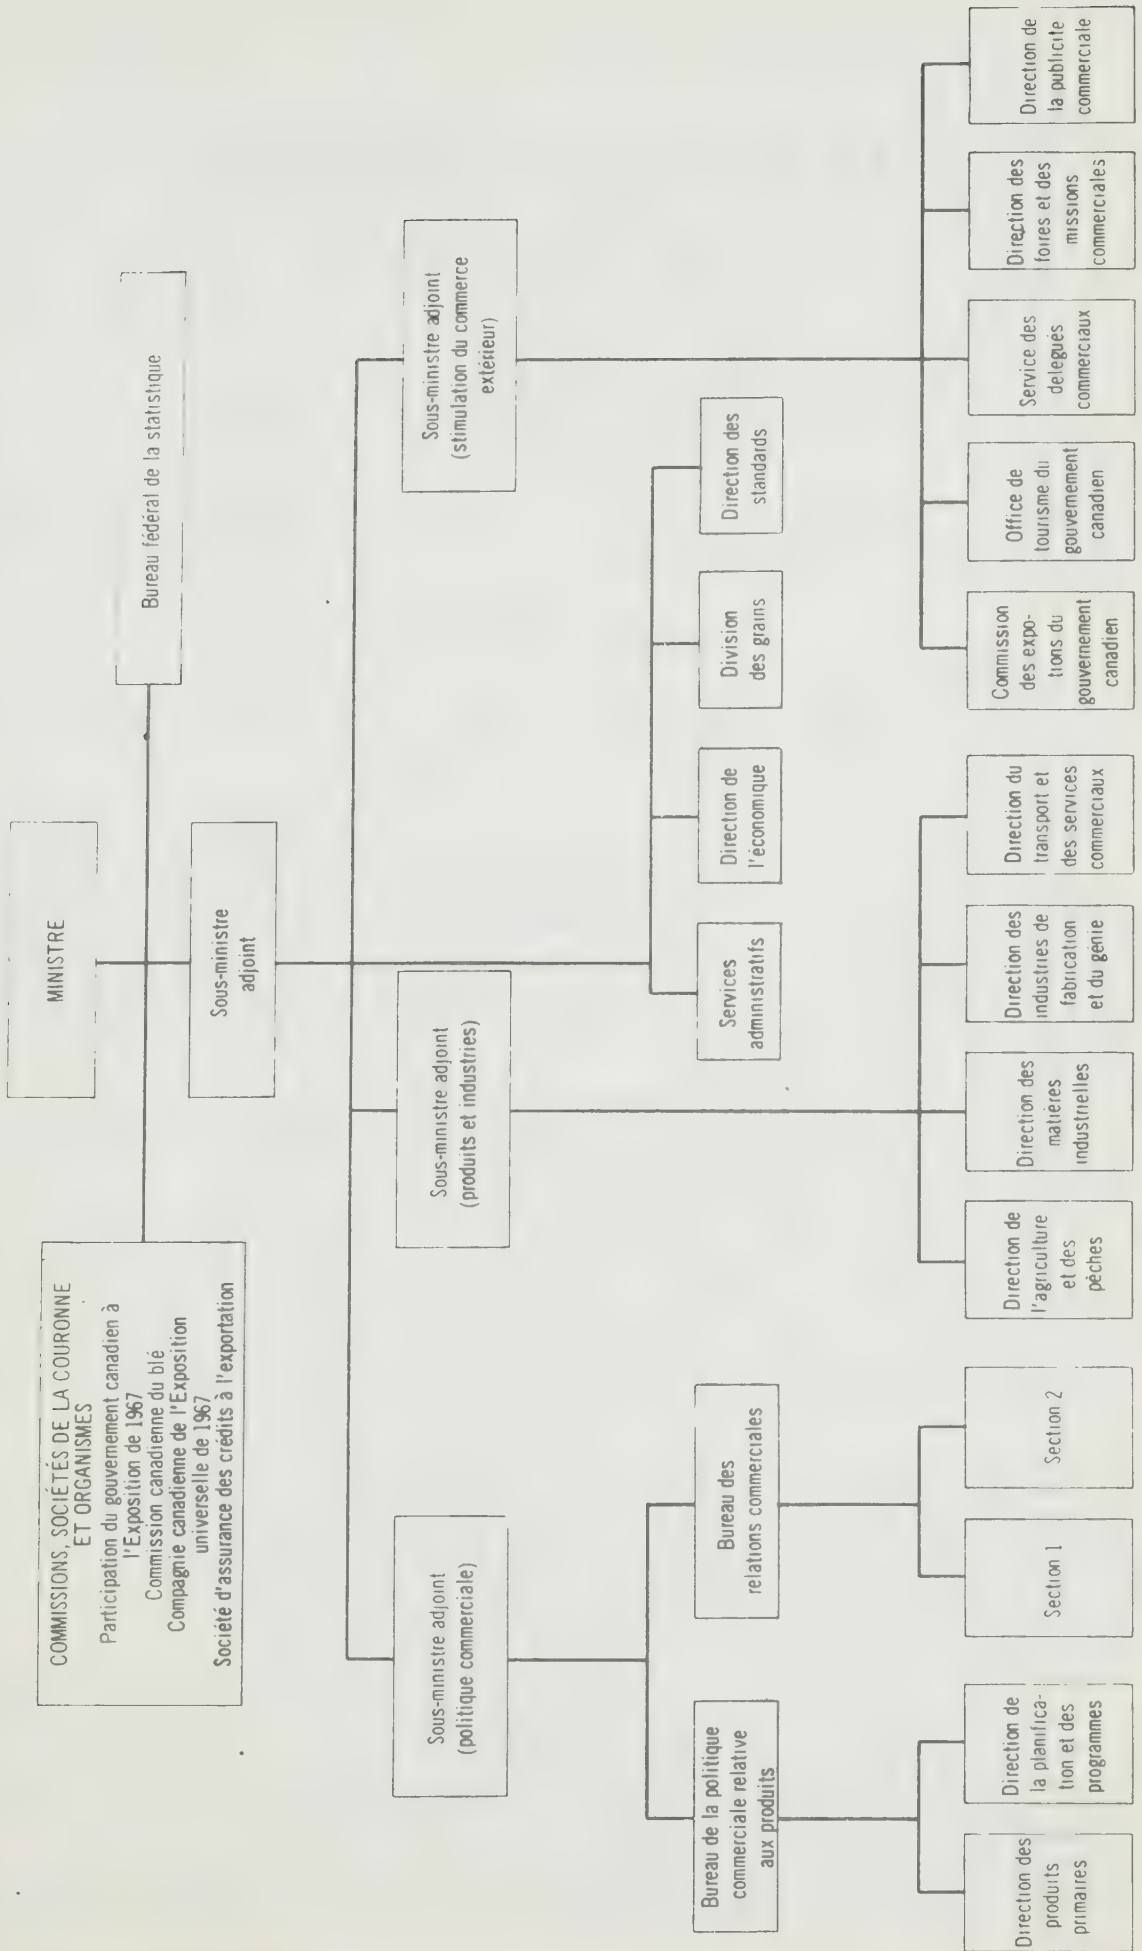 MINISTRE
COMMISSIONS, SOCIÉTÉS DE LA COURONNE
ET ORGANISMES
Participation du gouvernement canadien à
l'Exposition de 1967
Commission canadienne du blé
Compagnie canadienne de l'Exposition
universelle de 1967
Société d'assurance des crédits à l'exportation
Bureau fédéral de la statistique
Sous-ministre
adjoint
Sous-ministre adjoint
(politique commerciale)
Sous-ministre adjoint
(produits et industries)
Sous-ministre adjoint
(stimulation du commerce
extérieur)
Bureau de la politique
commerciale relative
aux produits
Bureau des
relations commerciales
Services
administratifs
Direction de
l'économique
Division
des grains
Direction des
standards
Direction des
produits
primaires
Direction de
la planifica-
tion et des
programmes
Section 1
Section 2
Direction de
l'agriculture
et des
pèches
Direction des
matières
industrielles
Direction des
industries de
fabrication
et du génie
Direction du
transport et
des services
commerciaux
Commission
des expo-
tions du
gouvernement
canadien
Office de
tourisme du
gouvernement
canadien
Service des
delegués
commerciaux
Direction des
foires et des
missions
commerciales
Direction de
la publicite
commerciale